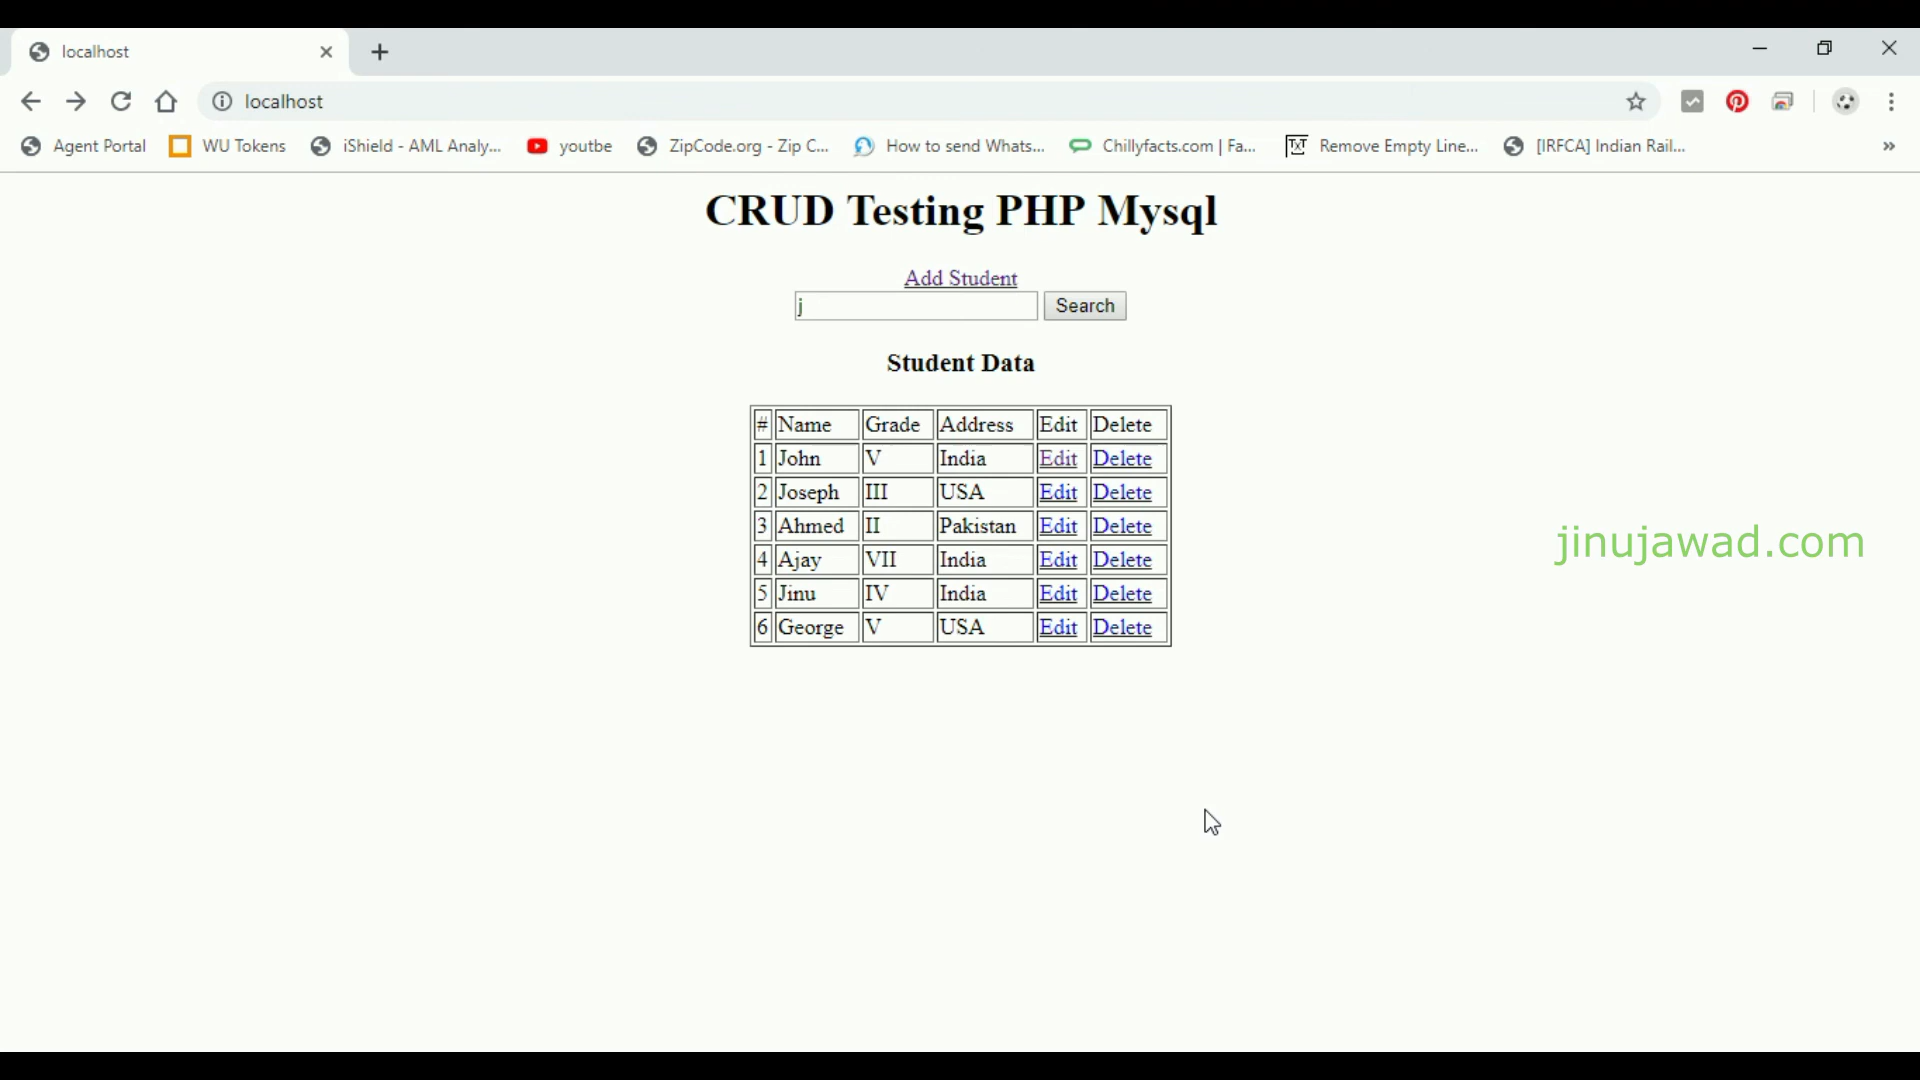 localhost
localhost
Agent Portal WU Tokens iShield - AML Analy... youtbe ZipCode.org - Zip C... How to send Whats... Chillyfacts.com | Fa... TXT Remove Empty Line... [IRFCA] Indian Rail... »
CRUD Testing PHP Mysql
Add Student
j Search
Student Data
# Name Grade Address Edit Delete
1 John V India Edit Delete
2 Joseph III USA Edit Delete
3 Ahmed II Pakistan Edit Delete
jinujawad.com
4 Ajay VII India Edit Delete
5 Jinu IV India Edit Delete
6 George V USA Edit Delete